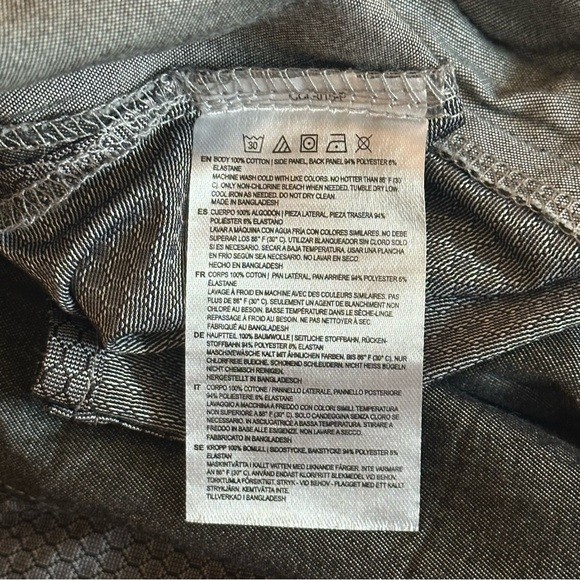 30
EN BODY 100% COTTON | SIDE PANEL, BACK PANEL 94% POLYESTER 6%
ELASTANE
MACHINE WASH COLD WITH LIKE COLORS. NO HOTTER THAN 86° F (30°
C). ONLY NON-CHLORINE BLEACH WHEN NEEDED. TUMBLE DRY LOW.
COOL IRON AS NEEDED. DO NOT DRY CLEAN.
MADE IN BANGLADESH
ES CUERPO 100% ALGODÓN | PIEZA LATERAL, PIEZA TRASERA 94%
POLIÉSTER 6% ELASTANO
LAVAR A MÁQUINA CON AGUA FRÍA CON COLORES SIMILARES. NO DEBE
SUPERAR LOS 86° F (30° C). UTILIZAR BLANQUEADOR SIN CLORO SOLO
SI ES NECESARIO. SECAR A BAJA TEMPERATURA. USAR UNA PLANCHA
EN FRÍO SEGÚN SEA NECESARIO. NO LAVAR EN SECO
HECHO EN BANGLADESH
FR CORPS 100% COTON | PAN LATÉRAL, PAN ARRIÈRE 94% POLYESTER 6%
ÉLASTANE
LAVAGE À FROID EN MACHINE AVEC DES COULEURS SIMILAIRES, PAS
PLUS DE 86° F (30° C). SEULEMENT UN AGENT DE BLANCHIMENT NON
CHLORÉ AU BESOIN. BASSE TEMPÉRATURE DANS LE SÈCHE-LINGE.
REPASSAGE À FROID AU BESOIN. NE PAS NETTOYER À SEC.
FABRIQUÉ AU BANGLADESH
DE HAUPTTEIL 100% BAUMWOLLE | SEITLICHE STOFFBAHN, RÜCKEN-
STOFFBAHN 94% POLYESTER 6% ELASTAN
MASCHINENWÄSCHE KALT MIT ÄHNLICHEN FARBEN. BIS 86° F (30° C). NUR
CHLORFREIE BLEICHE. SCHONEND SCHLEUDERN. NICHT HEISS BÜGELN
NICHT CHEMISCH REINIGEN.
HERGESTELLT IN BANGLADESCH
IT CORPO 100% COTONE | PANNELLO LATERALE, PANNELLO POSTERIORE
94% POLIESTERE 6% ELASTAN
LAVAGGIO A MACCHINA A FREDDO CON COLORI SIMILI. TEMPERATURA
NON SUPERIORE A 86° F (30° C). SOLO CANDEGGINA SENZA CLORO SE
NECESSARIO. IN ASCIUGATRICE A BASSA TEMPERATURA. STIRARE A
FREDDO IN BASE ALLE ESIGENZE. NON LAVARE A SECCO.
FABBRICATO IN BANGLADESH
SE KROPP 100% BOMULL | SIDOSTYCKE, BAKSTYCKE 94% POLYESTER 6%
ELASTAN
MASKINTVÄTTA I KALLT VATTEN MED LIKNANDE FÄRGER. INTE VARMARE
ÄN 86° F (30° C). ANVÄND ENDAST KLORFRITT BLEKMEDEL VID BEHOV.
TORKTUMLA FÖRSIKTIGT. STRYK - VID BEHOV - PLAGGET MED ETT KALLT
STRYKJÄRN. KEMTVÄTTA INTE.
TILLVERKAD I BANGLADESH